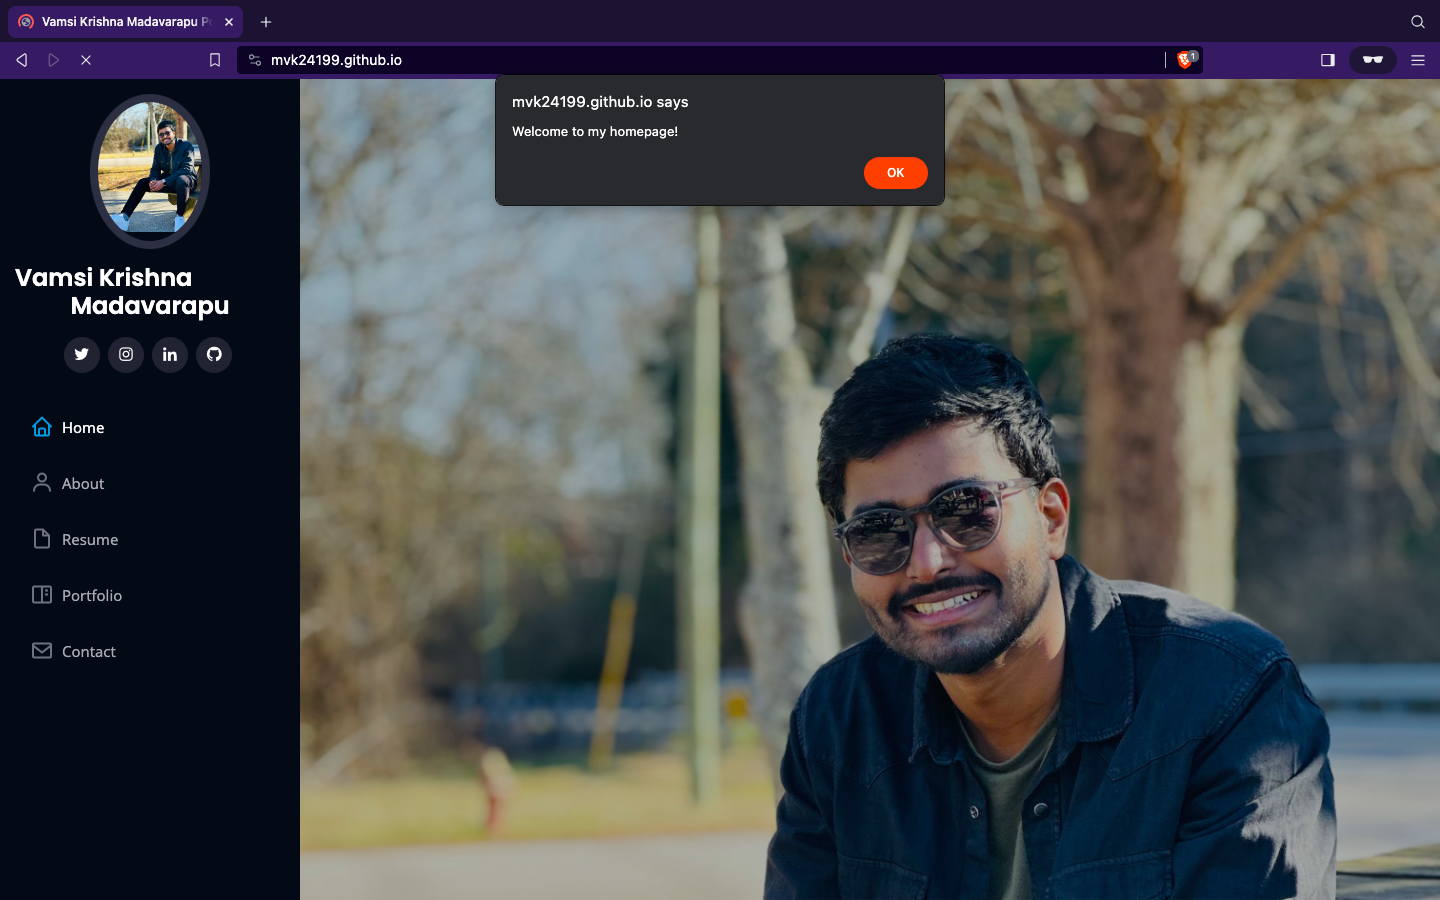 Vamsi Krishna Madavarapu P
mvk24199.github.io
1
mvk24199.github.io says
Welcome to my homepage!
OK
Vamsi Krishna
Madavarapu
Home
About
Resume
Portfolio
Contact